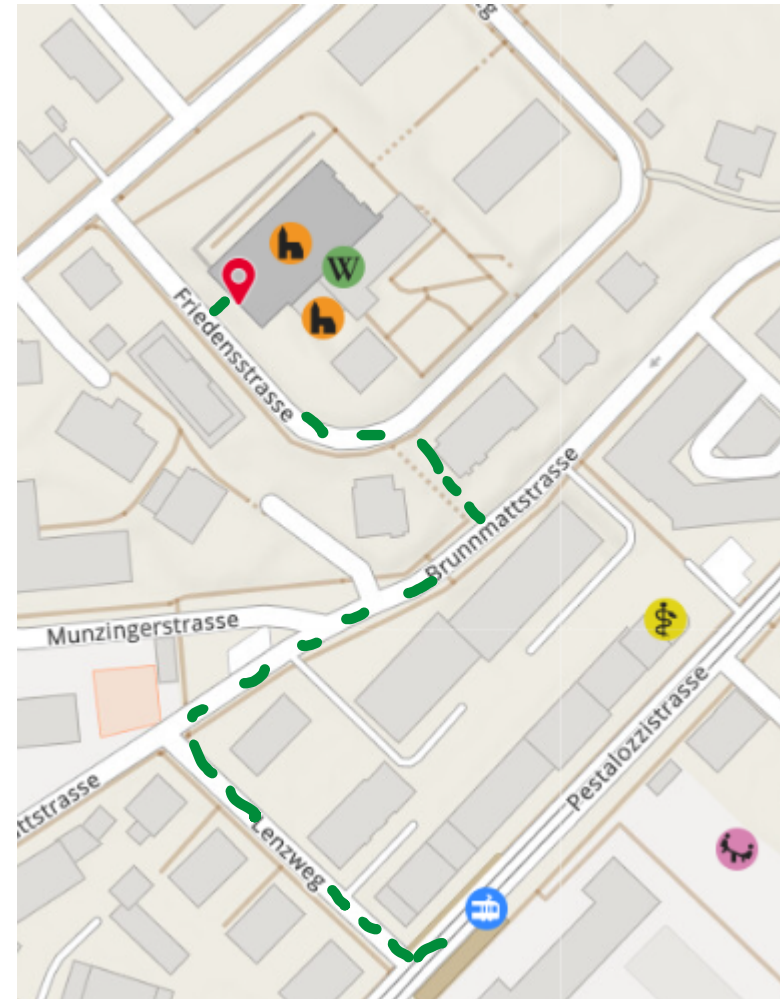 Friedensstrasse
W
Brunnmattstrasse
Munzingerstrasse
Pestalozzistrasse
ttstrasse
Lenzweg